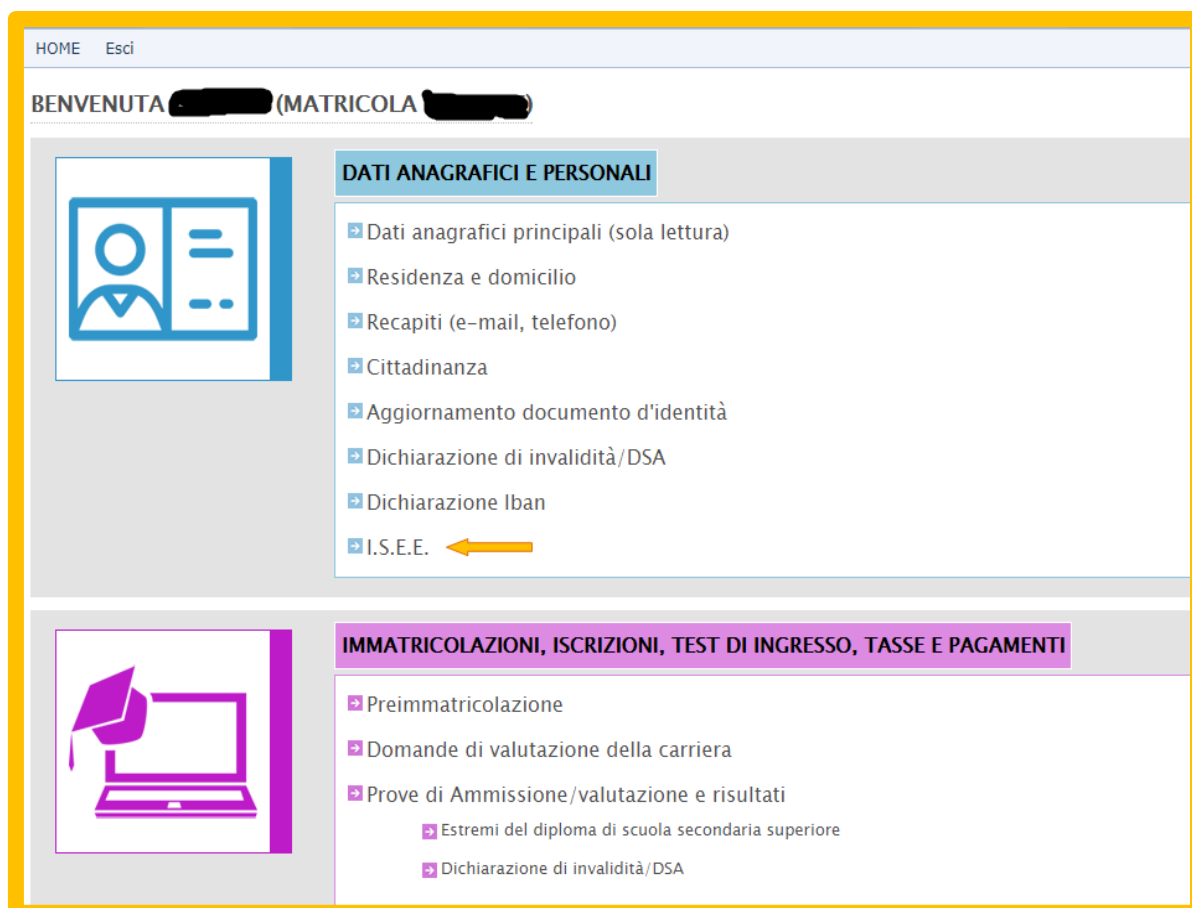 HOME Esci
BENVENUTA (MATRICOLA )
DATI ANAGRAFICI E PERSONALI
Dati anagrafici principali (sola lettura)
Residenza e domicilio
Recapiti (e-mail, telefono)
Cittadinanza
Aggiornamento documento d'identità
Dichiarazione di invalidità/DSA
Dichiarazione Iban
I.S.E.E.
IMMATRICOLAZIONI, ISCRIZIONI, TEST DI INGRESSO, TASSE E PAGAMENTI
Preimmatricolazione
Domande di valutazione della carriera
Prove di Ammissione/valutazione e risultati
Estremi del diploma di scuola secondaria superiore
Dichiarazione di invalidità/DSA